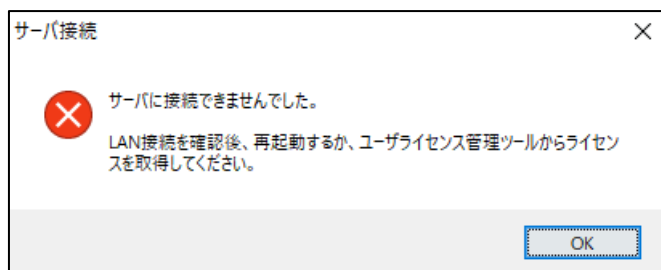 サーバ接続
サーバに接続できませんでした。
LAN接続を確認後、再起動するか、ユーザライセンス管理ツールからライセン
スを取得してください。
OK